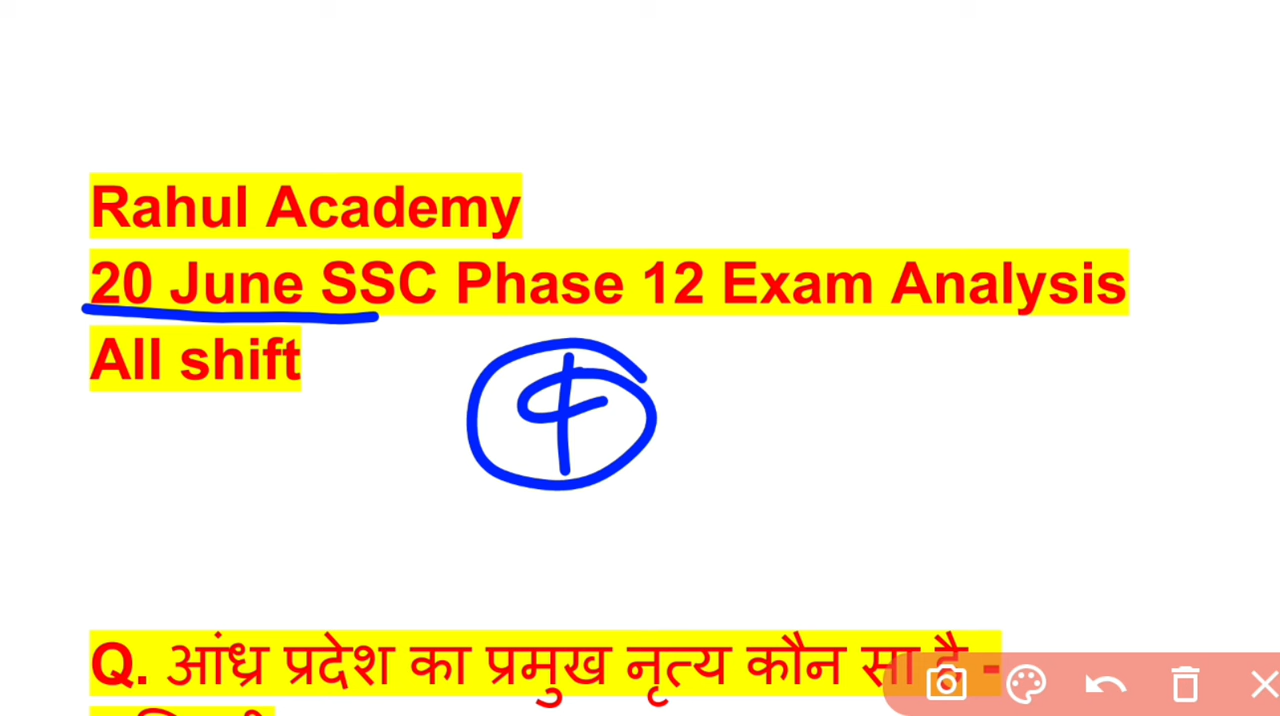 Rahul Academy
20 June SSC Phase 12 Exam Analysis
All shift
Q. आंध्र प्रदेश का प्रमुख नृत्य कौन सा है -